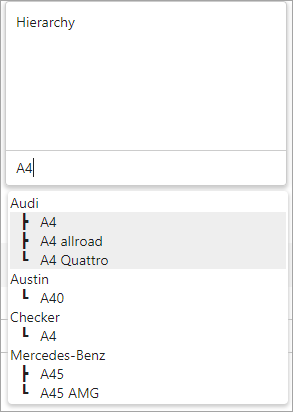 Hierarchy
A4
Audi
┣ A4
┣ A4 allroad
┗ A4 Quattro
Austin
┗ A40
Checker
┗ A4
Mercedes-Benz
┣ A45
┗ A45 AMG